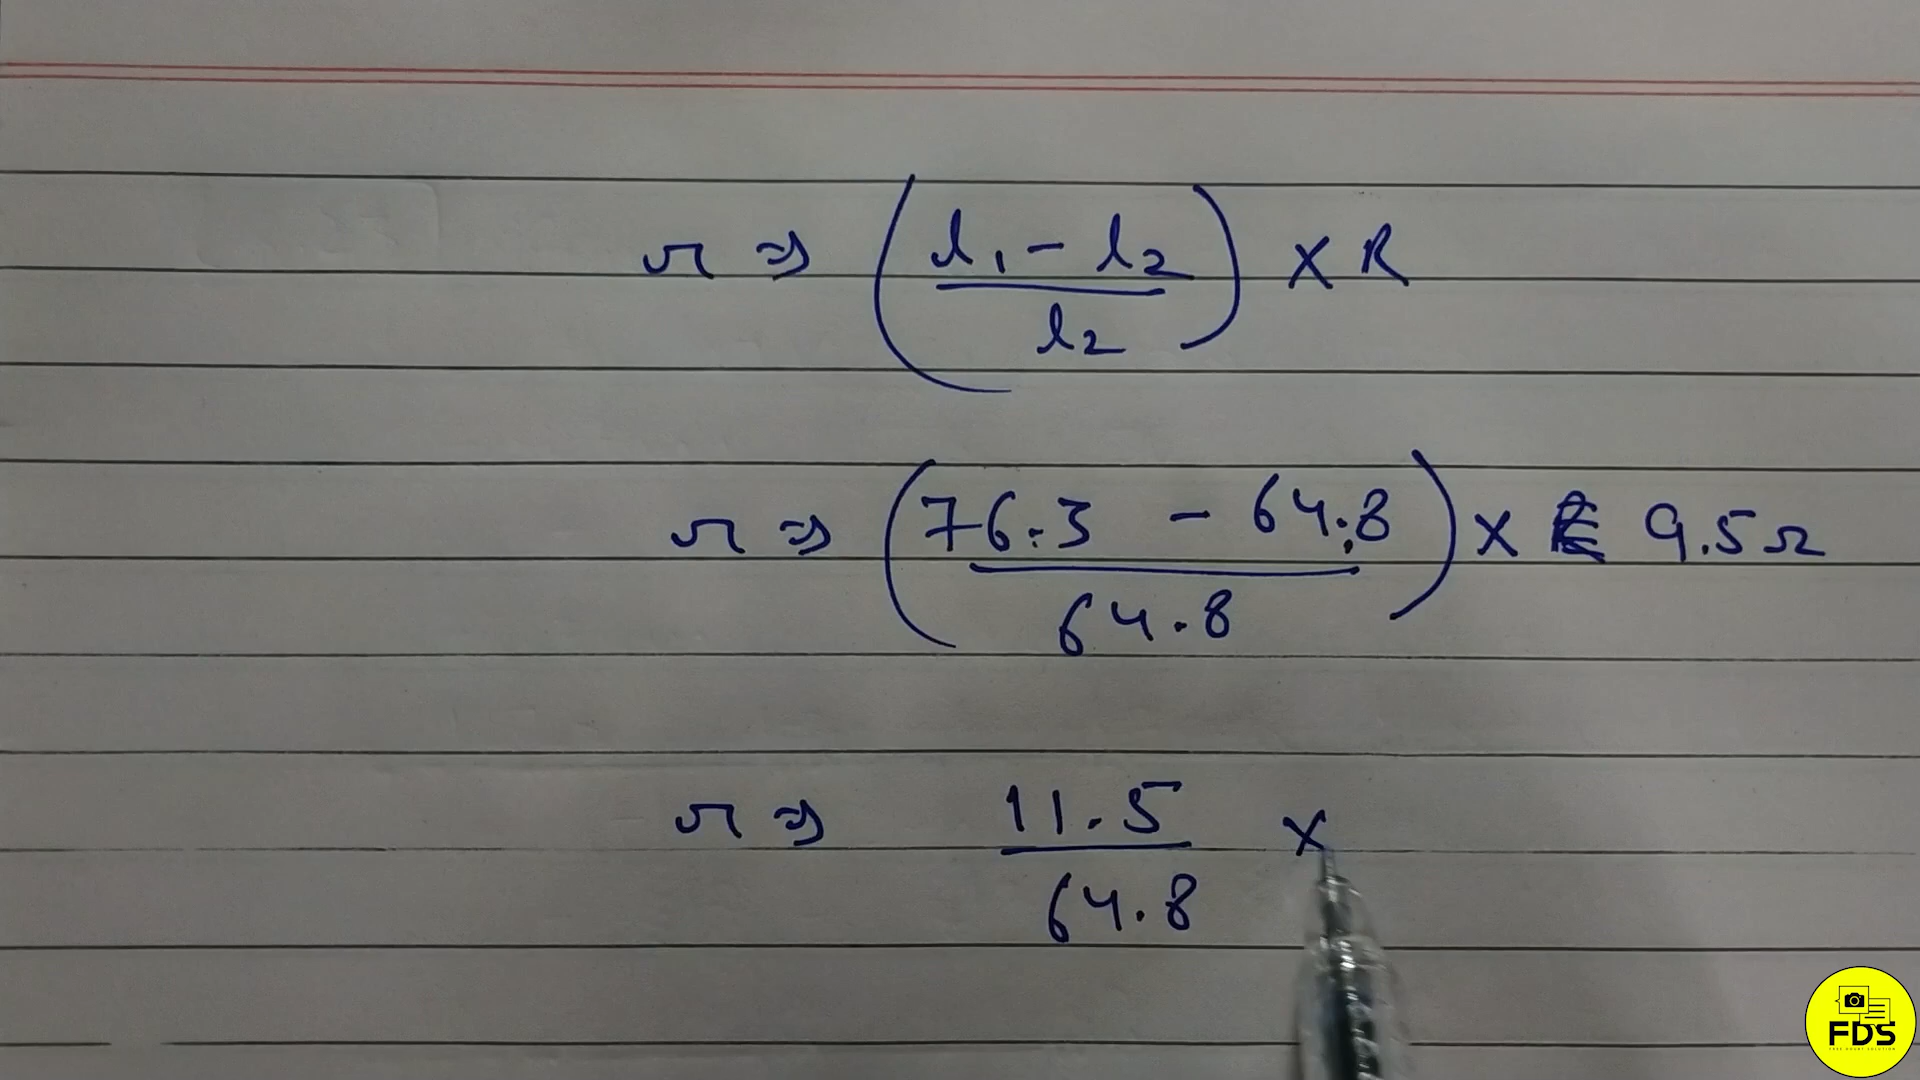 r ⇒ (l₁ - l₂ / l₂) × R
r ⇒ (76.3 - 64.8 / 64.8) × 9.5Ω
r ⇒ 11.5 / 64.8 ×
FDS